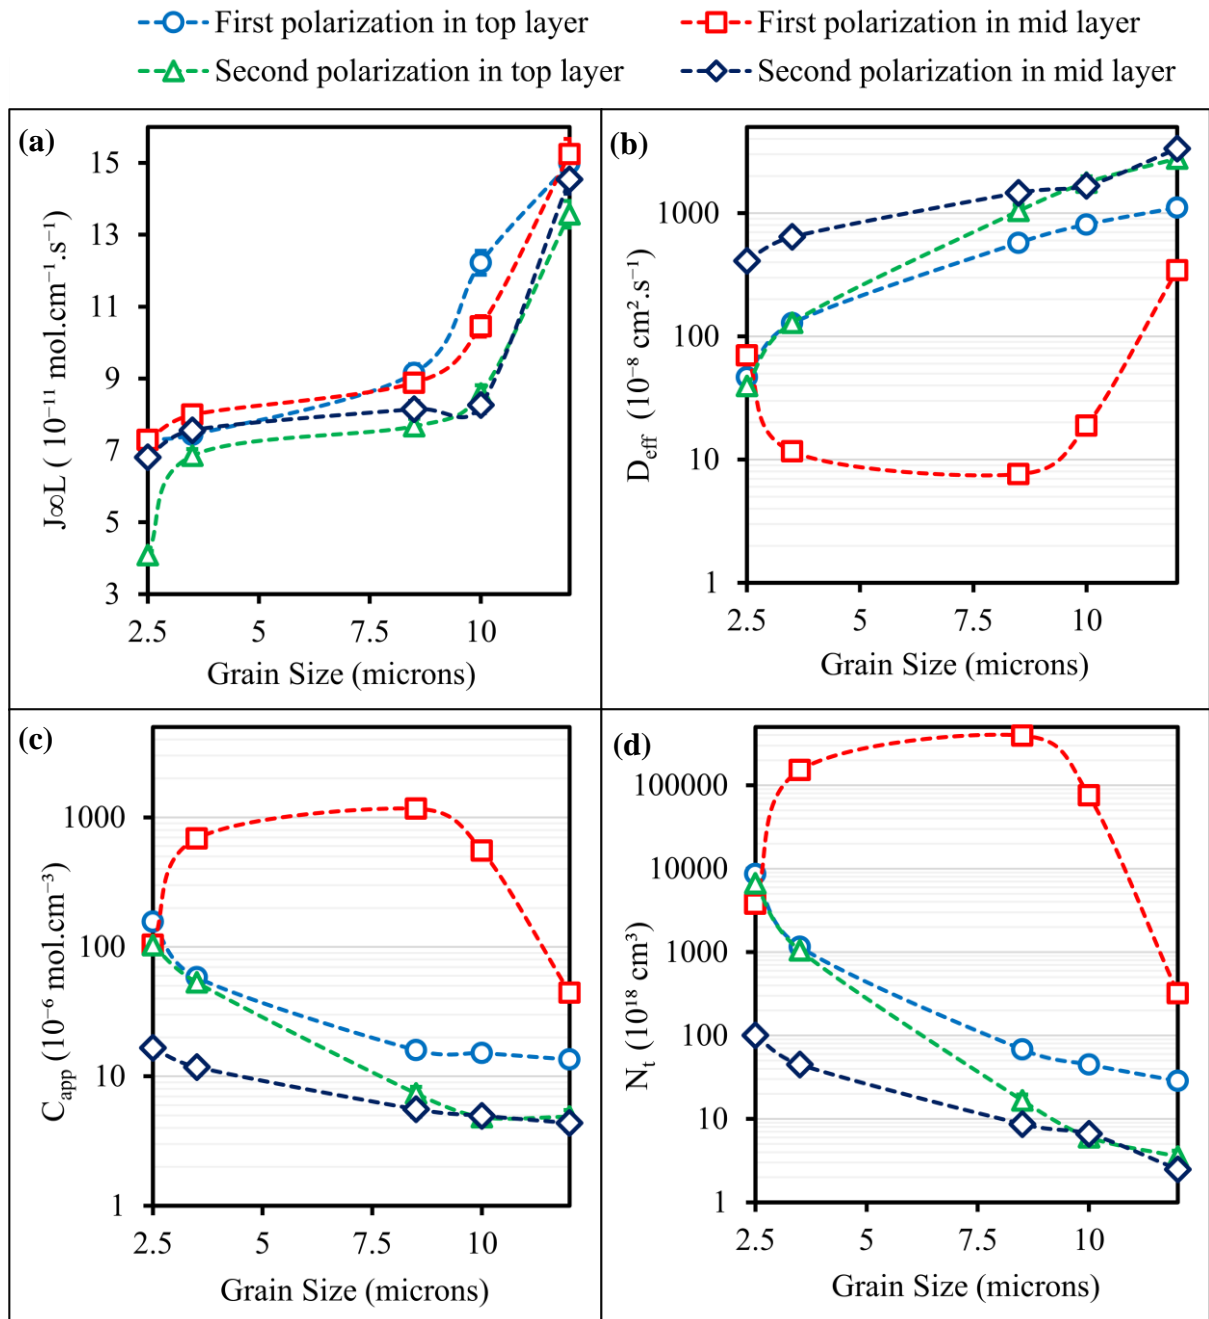 First polarization in top layer
First polarization in mid layer
Second polarization in top layer
Second polarization in mid layer
(a)
15
13
11
9
7
5
3
J∞L ( 10⁻¹¹ mol.cm⁻¹.s⁻¹)
2.5 5 7.5 10
Grain Size (microns)
(b)
1000
100
10
1
D_eff (10⁻⁸ cm².s⁻¹)
2.5 5 7.5 10
Grain Size (microns)
(c)
1000
100
10
1
C_app (10⁻⁶ mol.cm⁻³)
2.5 5 7.5 10
Grain Size (microns)
(d)
100000
10000
1000
100
10
1
N_t (10¹⁸ cm³)
2.5 5 7.5 10
Grain Size (microns)